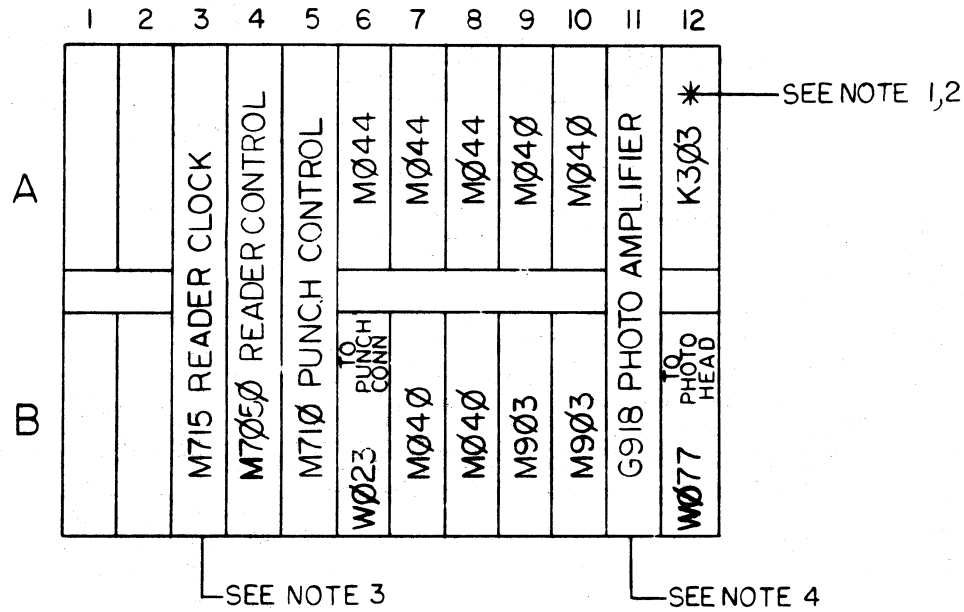 1 2 3 4 5 6 7 8 9 10 11 12
A
B
M715 READER CLOCK
M7Ø5Ø READER CONTROL
M71Ø PUNCH CONTROL
MØ44
MØ44
MØ44
MØ4Ø
MØ4Ø
G918 PHOTO AMPLIFIER
* K3Ø3
SEE NOTE 1,2
WØ23
TO
PUNCH
CONN
MØ4Ø
MØ4Ø
M9Ø3
M9Ø3
WØ77
TO
PHOTO
HEAD
SEE NOTE 3
SEE NOTE 4